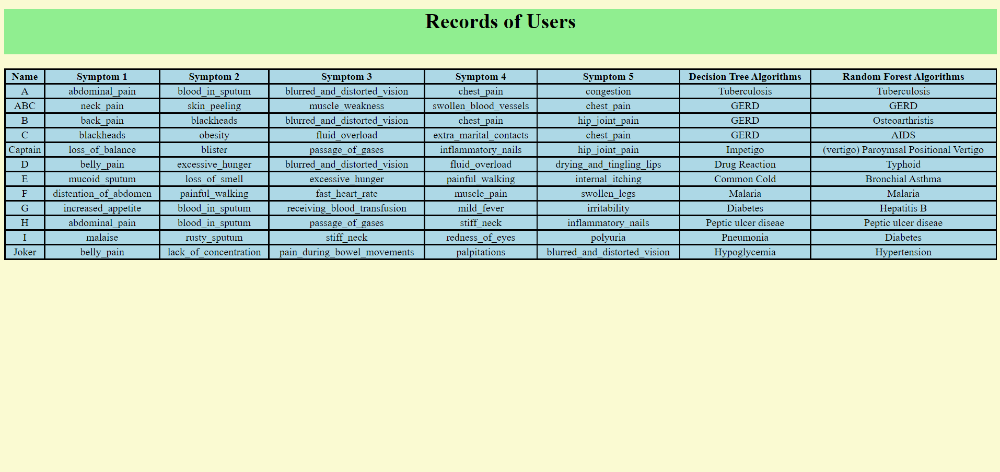 Records of Users
Name Symptom 1 Symptom 2 Symptom 3 Symptom 4 Symptom 5 Decision Tree Algorithms Random Forest Algorithms
A abdominal_pain blood_in_sputum blurred_and_distorted_vision chest_pain congestion Tuberculosis Tuberculosis
ABC neck_pain skin_peeling muscle_weakness swollen_blood_vessels chest_pain GERD GERD
B back_pain blackheads blurred_and_distorted_vision chest_pain hip_joint_pain GERD Osteoarthristis
C blackheads obesity fluid_overload extra_marital_contacts chest_pain GERD AIDS
Captain loss_of_balance blister passage_of_gases inflammatory_nails hip_joint_pain Impetigo (vertigo) Paroymsal Positional Vertigo
D belly_pain excessive_hunger blurred_and_distorted_vision fluid_overload drying_and_tingling_lips Drug Reaction Typhoid
E mucoid_sputum loss_of_smell excessive_hunger painful_walking internal_itching Common Cold Bronchial Asthma
F distention_of_abdomen painful_walking fast_heart_rate muscle_pain swollen_legs Malaria Malaria
G increased_appetite blood_in_sputum receiving_blood_transfusion mild_fever irritability Diabetes Hepatitis B
H abdominal_pain blood_in_sputum passage_of_gases stiff_neck inflammatory_nails Peptic ulcer diseae Peptic ulcer diseae
I malaise rusty_sputum stiff_neck redness_of_eyes polyuria Pneumonia Diabetes
Joker belly_pain lack_of_concentration pain_during_bowel_movements palpitations blurred_and_distorted_vision Hypoglycemia Hypertension